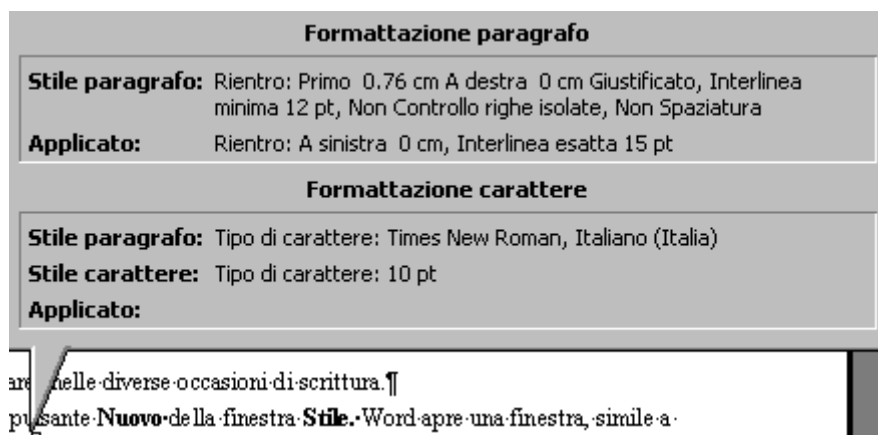 Formattazione paragrafo
Stile paragrafo: Rientro: Primo 0.76 cm A destra 0 cm Giustificato, Interlinea
minima 12 pt, Non Controllo righe isolate, Non Spaziatura
Applicato: Rientro: A sinistra 0 cm, Interlinea esatta 15 pt
Formattazione carattere
Stile paragrafo: Tipo di carattere: Times New Roman, Italiano (Italia)
Stile carattere: Tipo di carattere: 10 pt
Applicato:
nelle·diverse·occasioni·di·scrittura.¶
pulsante·Nuovo·della·finestra·Stile.·Word·apre·una·finestra,·simile·a·